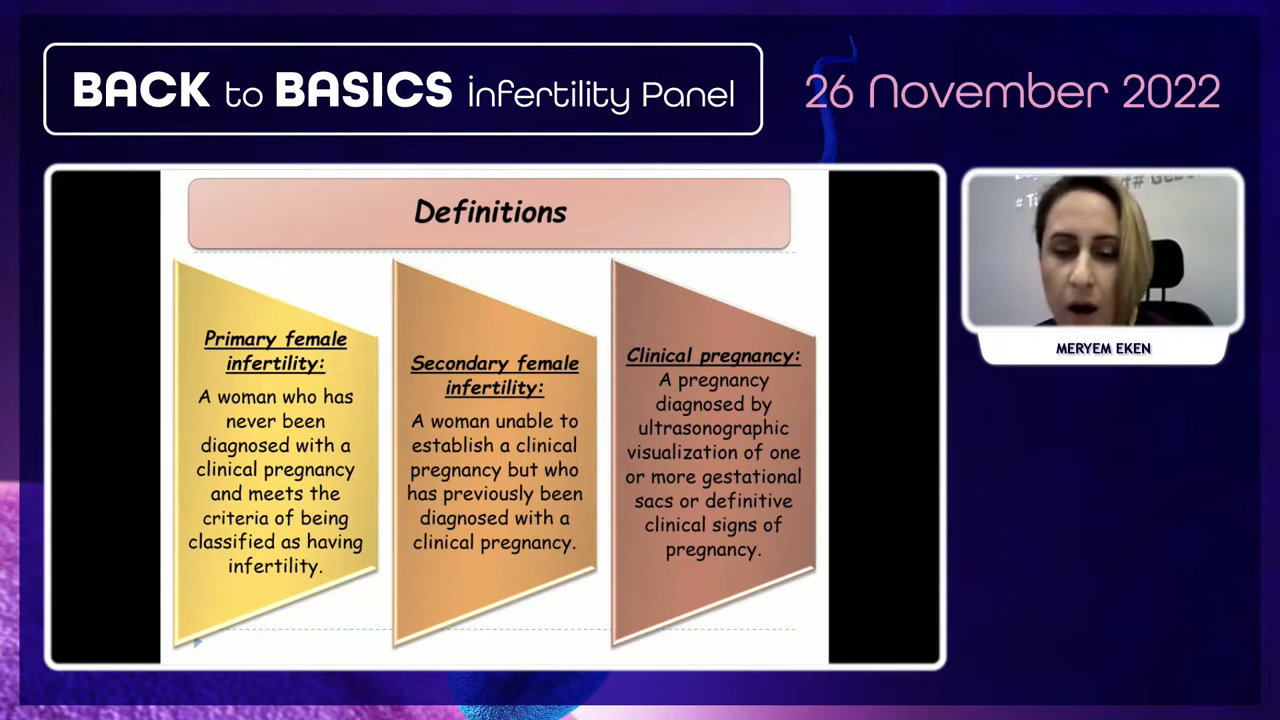 BACK to BASICS infertility Panel
26 November 2022
Definitions
Primary female
infertility:
A woman who has
never been
diagnosed with a
clinical pregnancy
and meets the
criteria of being
classified as having
infertility.
Secondary female
infertility:
A woman unable to
establish a clinical
pregnancy but who
has previously been
diagnosed with a
clinical pregnancy.
Clinical pregnancy:
A pregnancy
diagnosed by
ultrasonographic
visualization of one
or more gestational
sacs or definitive
clinical signs of
pregnancy.
MERYEM EKEN